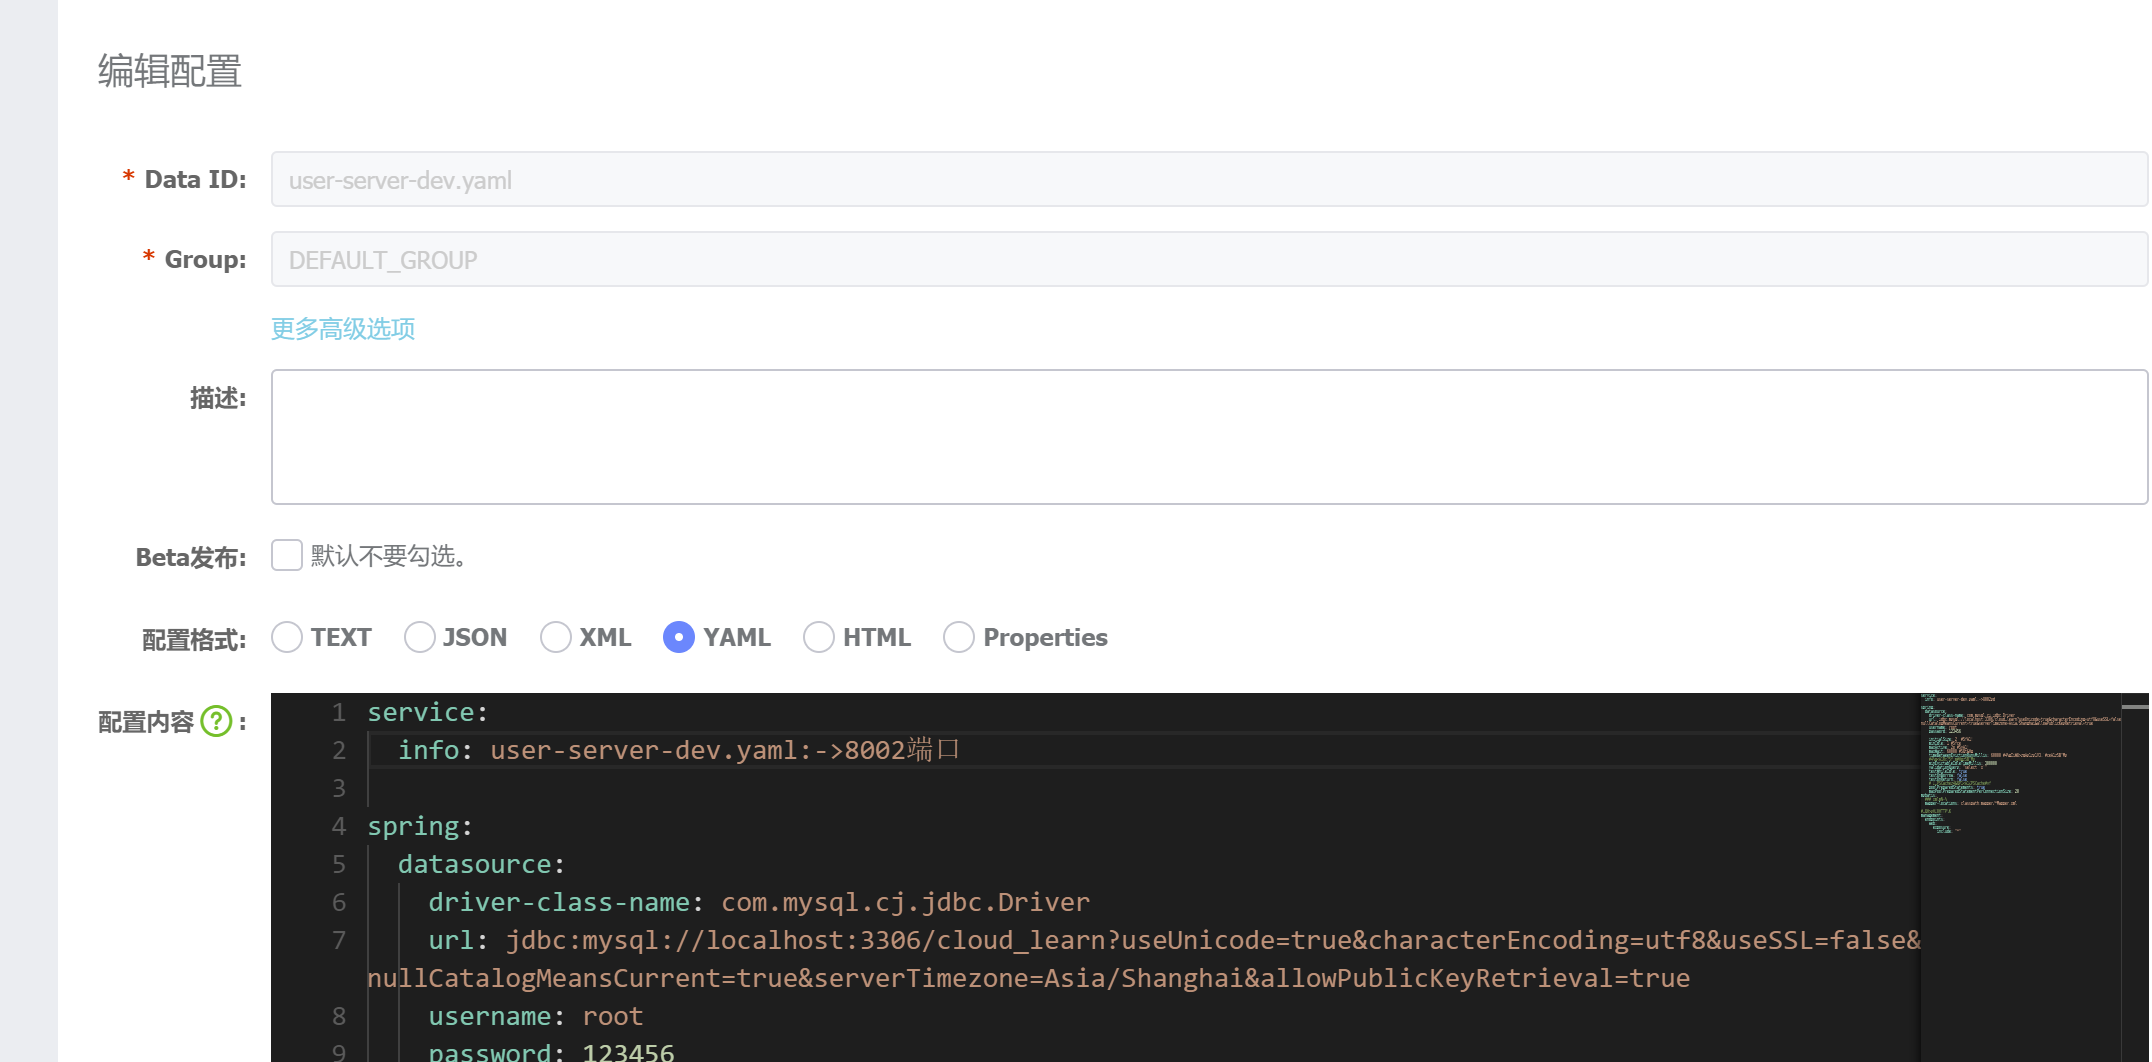 编辑配置
* Data ID: user-server-dev.yaml
* Group: DEFAULT_GROUP
更多高级选项
描述:
Beta发布: 默认不要勾选。
配置格式: TEXT JSON XML YAML HTML Properties
配置内容 ? :
1 service:
2 info: user-server-dev.yaml:->8002端口
3
4 spring:
5 datasource:
6 driver-class-name: com.mysql.cj.jdbc.Driver
7 url: jdbc:mysql://localhost:3306/cloud_learn?useUnicode=true&characterEncoding=utf8&useSSL=false&
nullCatalogMeansCurrent=true&serverTimezone=Asia/Shanghai&allowPublicKeyRetrieval=true
8 username: root
9 password: 123456